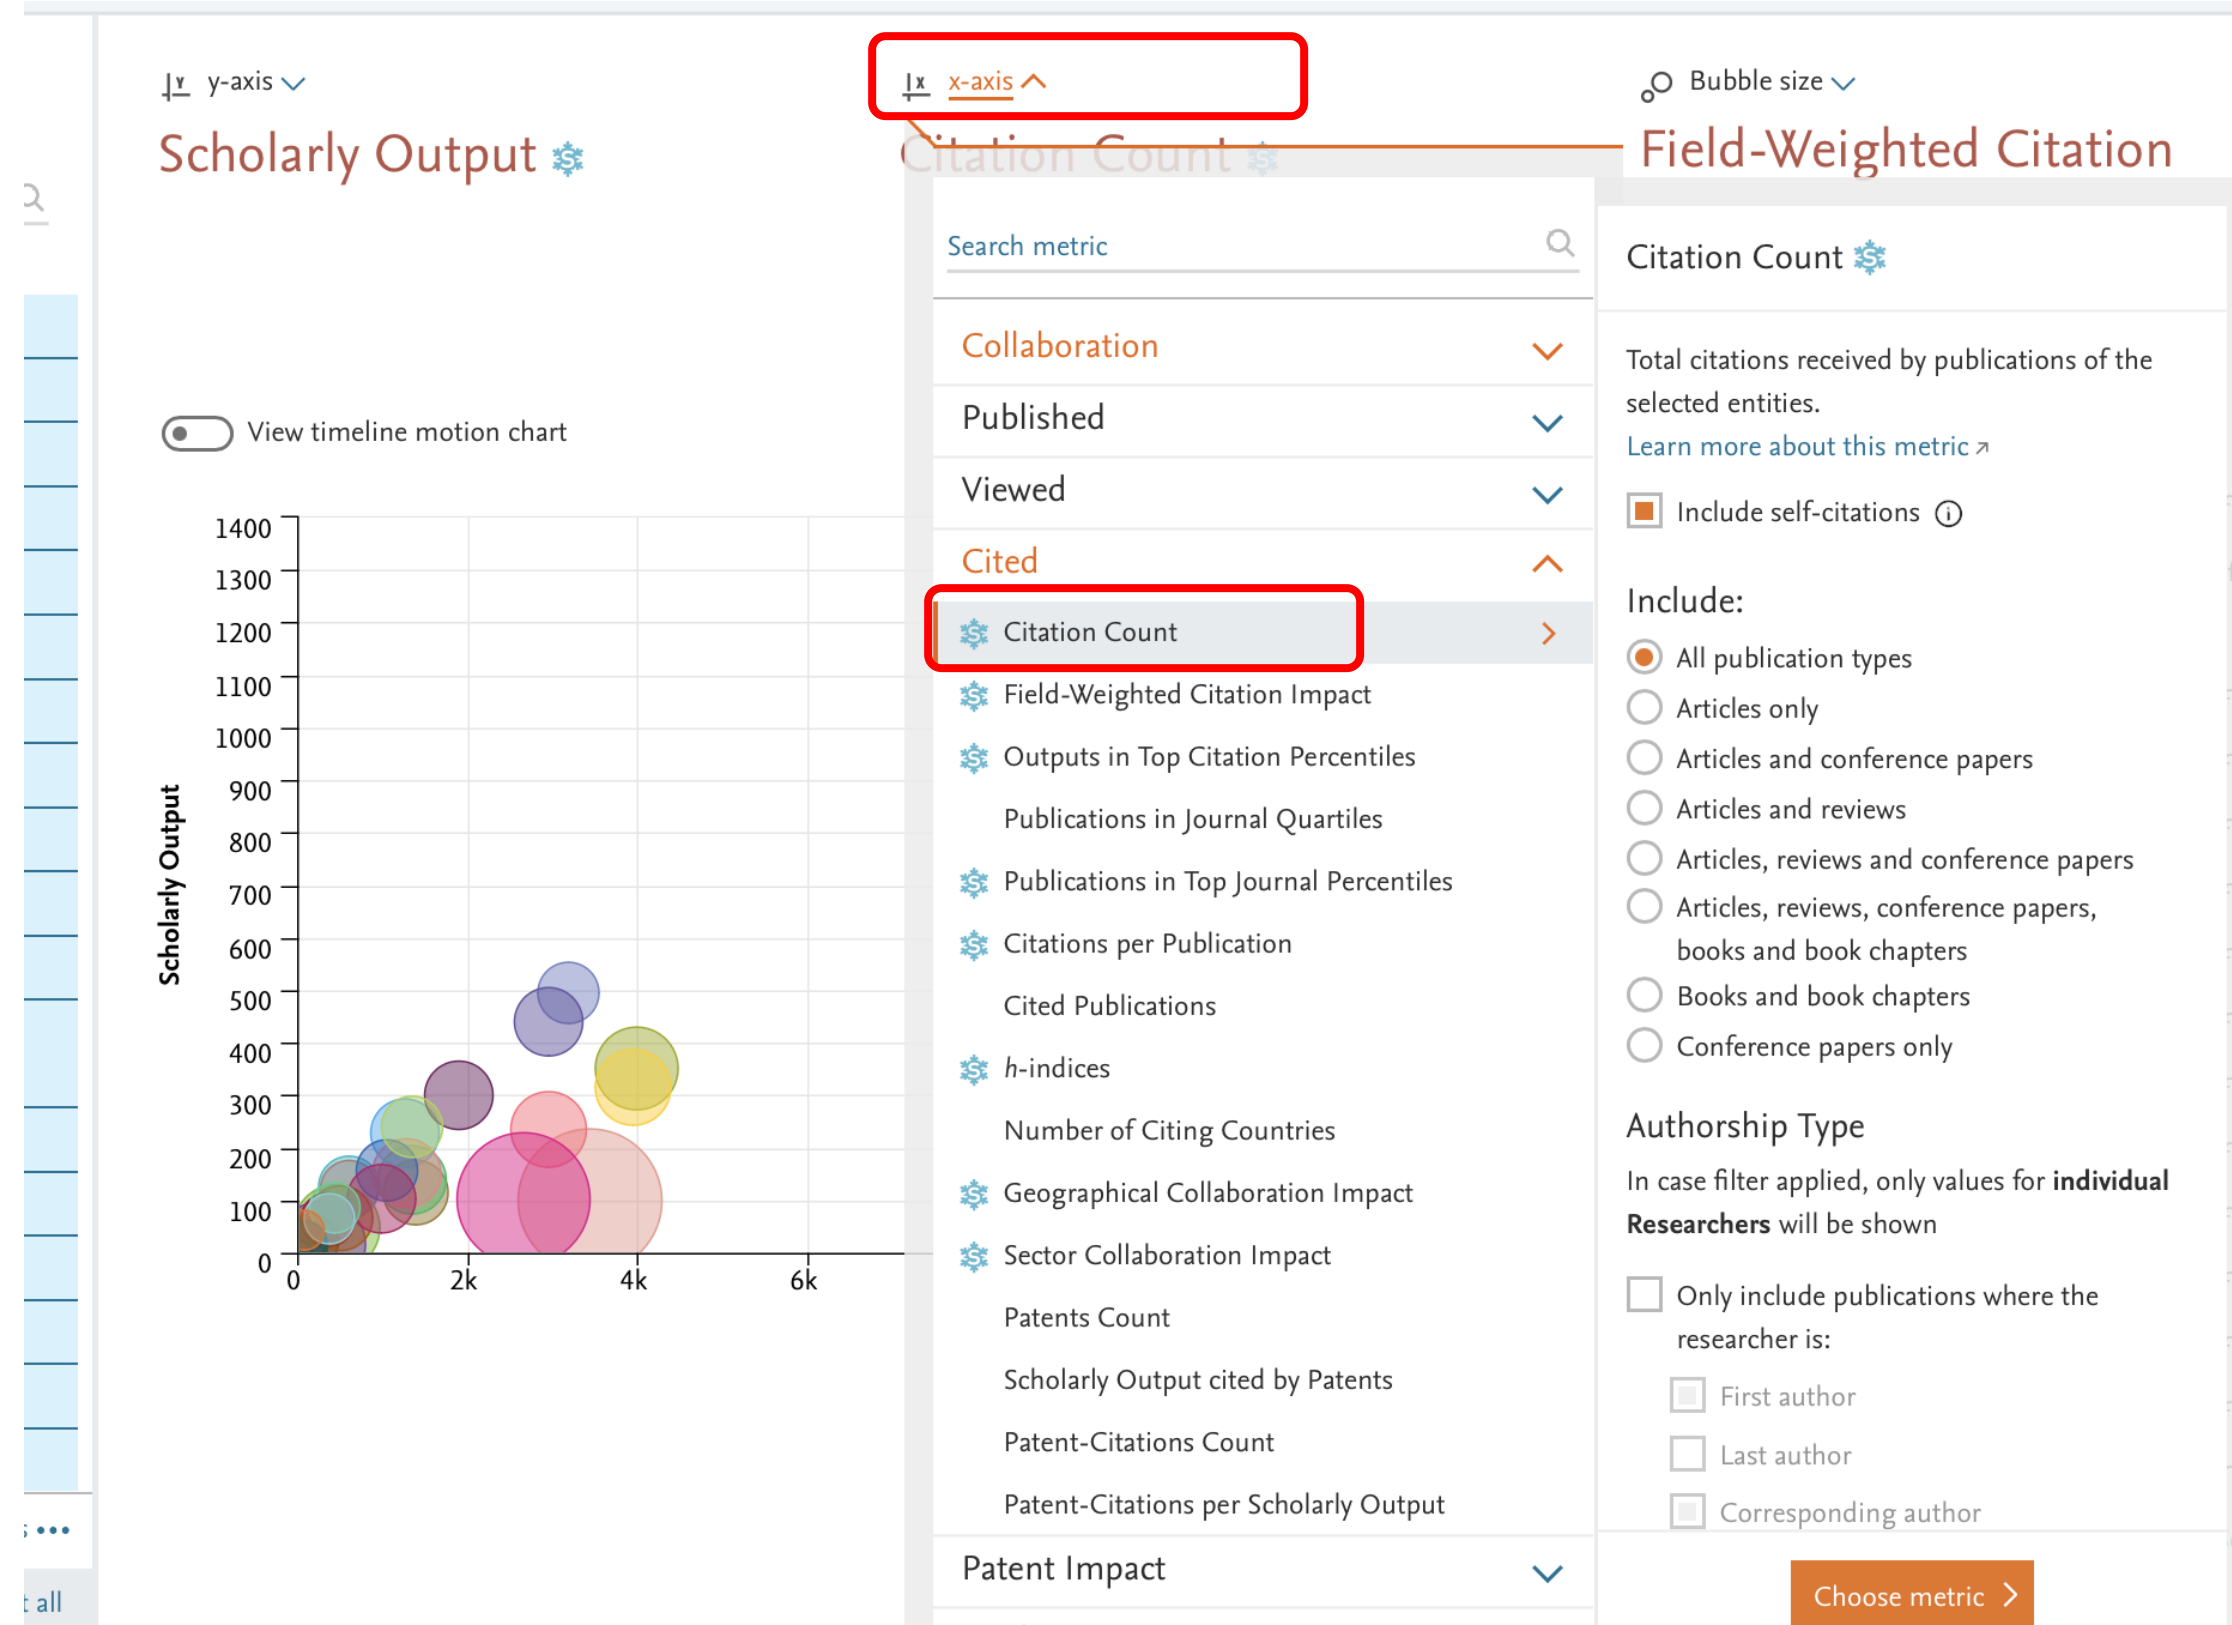 y-axis
x-axis
Bubble size
Scholarly Output
Citation Count
Field-Weighted Citation
Search metric
Collaboration
Published
Viewed
Cited
Citation Count
Field-Weighted Citation Impact
Outputs in Top Citation Percentiles
Publications in Journal Quartiles
Publications in Top Journal Percentiles
Citations per Publication
Cited Publications
h-indices
Number of Citing Countries
Geographical Collaboration Impact
Sector Collaboration Impact
Patents Count
Scholarly Output cited by Patents
Patent-Citations Count
Patent-Citations per Scholarly Output
Patent Impact
Citation Count
Total citations received by publications of the
selected entities.
Learn more about this metric
Include self-citations
Include:
All publication types
Articles only
Articles and conference papers
Articles and reviews
Articles, reviews and conference papers
Articles, reviews, conference papers,
books and book chapters
Books and book chapters
Conference papers only
Authorship Type
In case filter applied, only values for individual
Researchers will be shown
Only include publications where the
researcher is:
First author
Last author
Corresponding author
Choose metric
View timeline motion chart
Scholarly Output
1400
1300
1200
1100
1000
900
800
700
600
500
400
300
200
100
0
0 2k 4k 6k
all